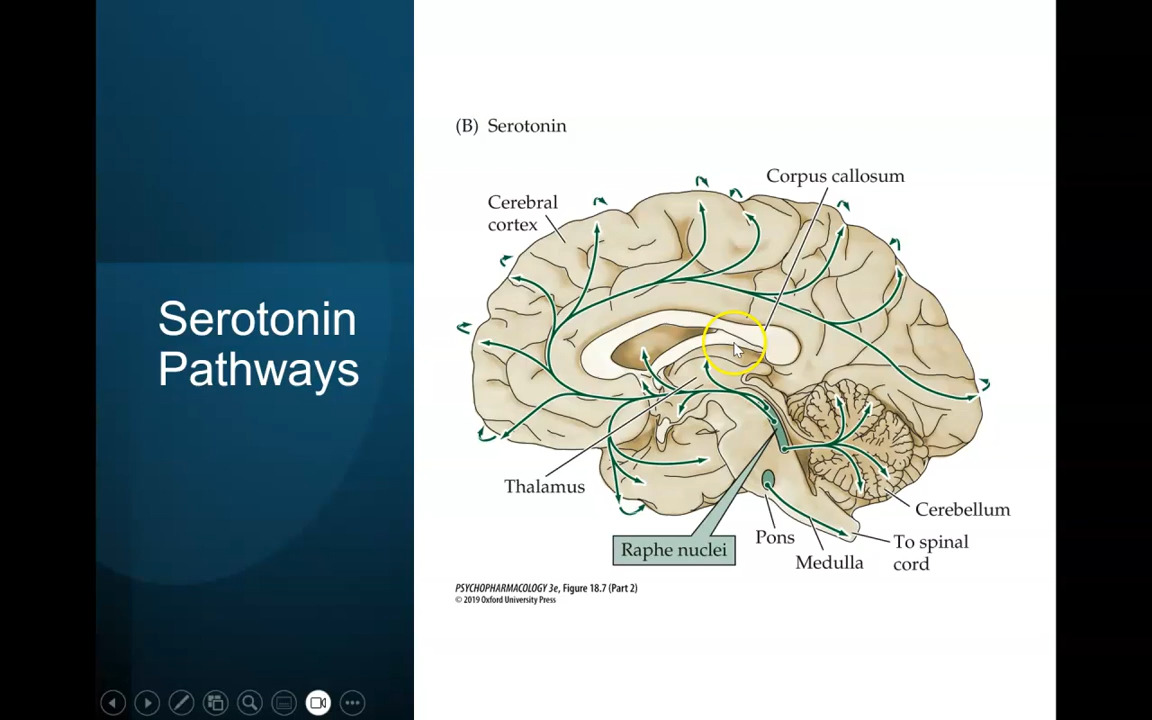 Serotonin
Pathways
(B) Serotonin
Corpus callosum
Cerebral
cortex
Thalamus
Raphe nuclei
Pons
Medulla
Cerebellum
To spinal
cord
PSYCHOPHARMACOLOGY 3e, Figure 18.7 (Part 2)
© 2019 Oxford University Press